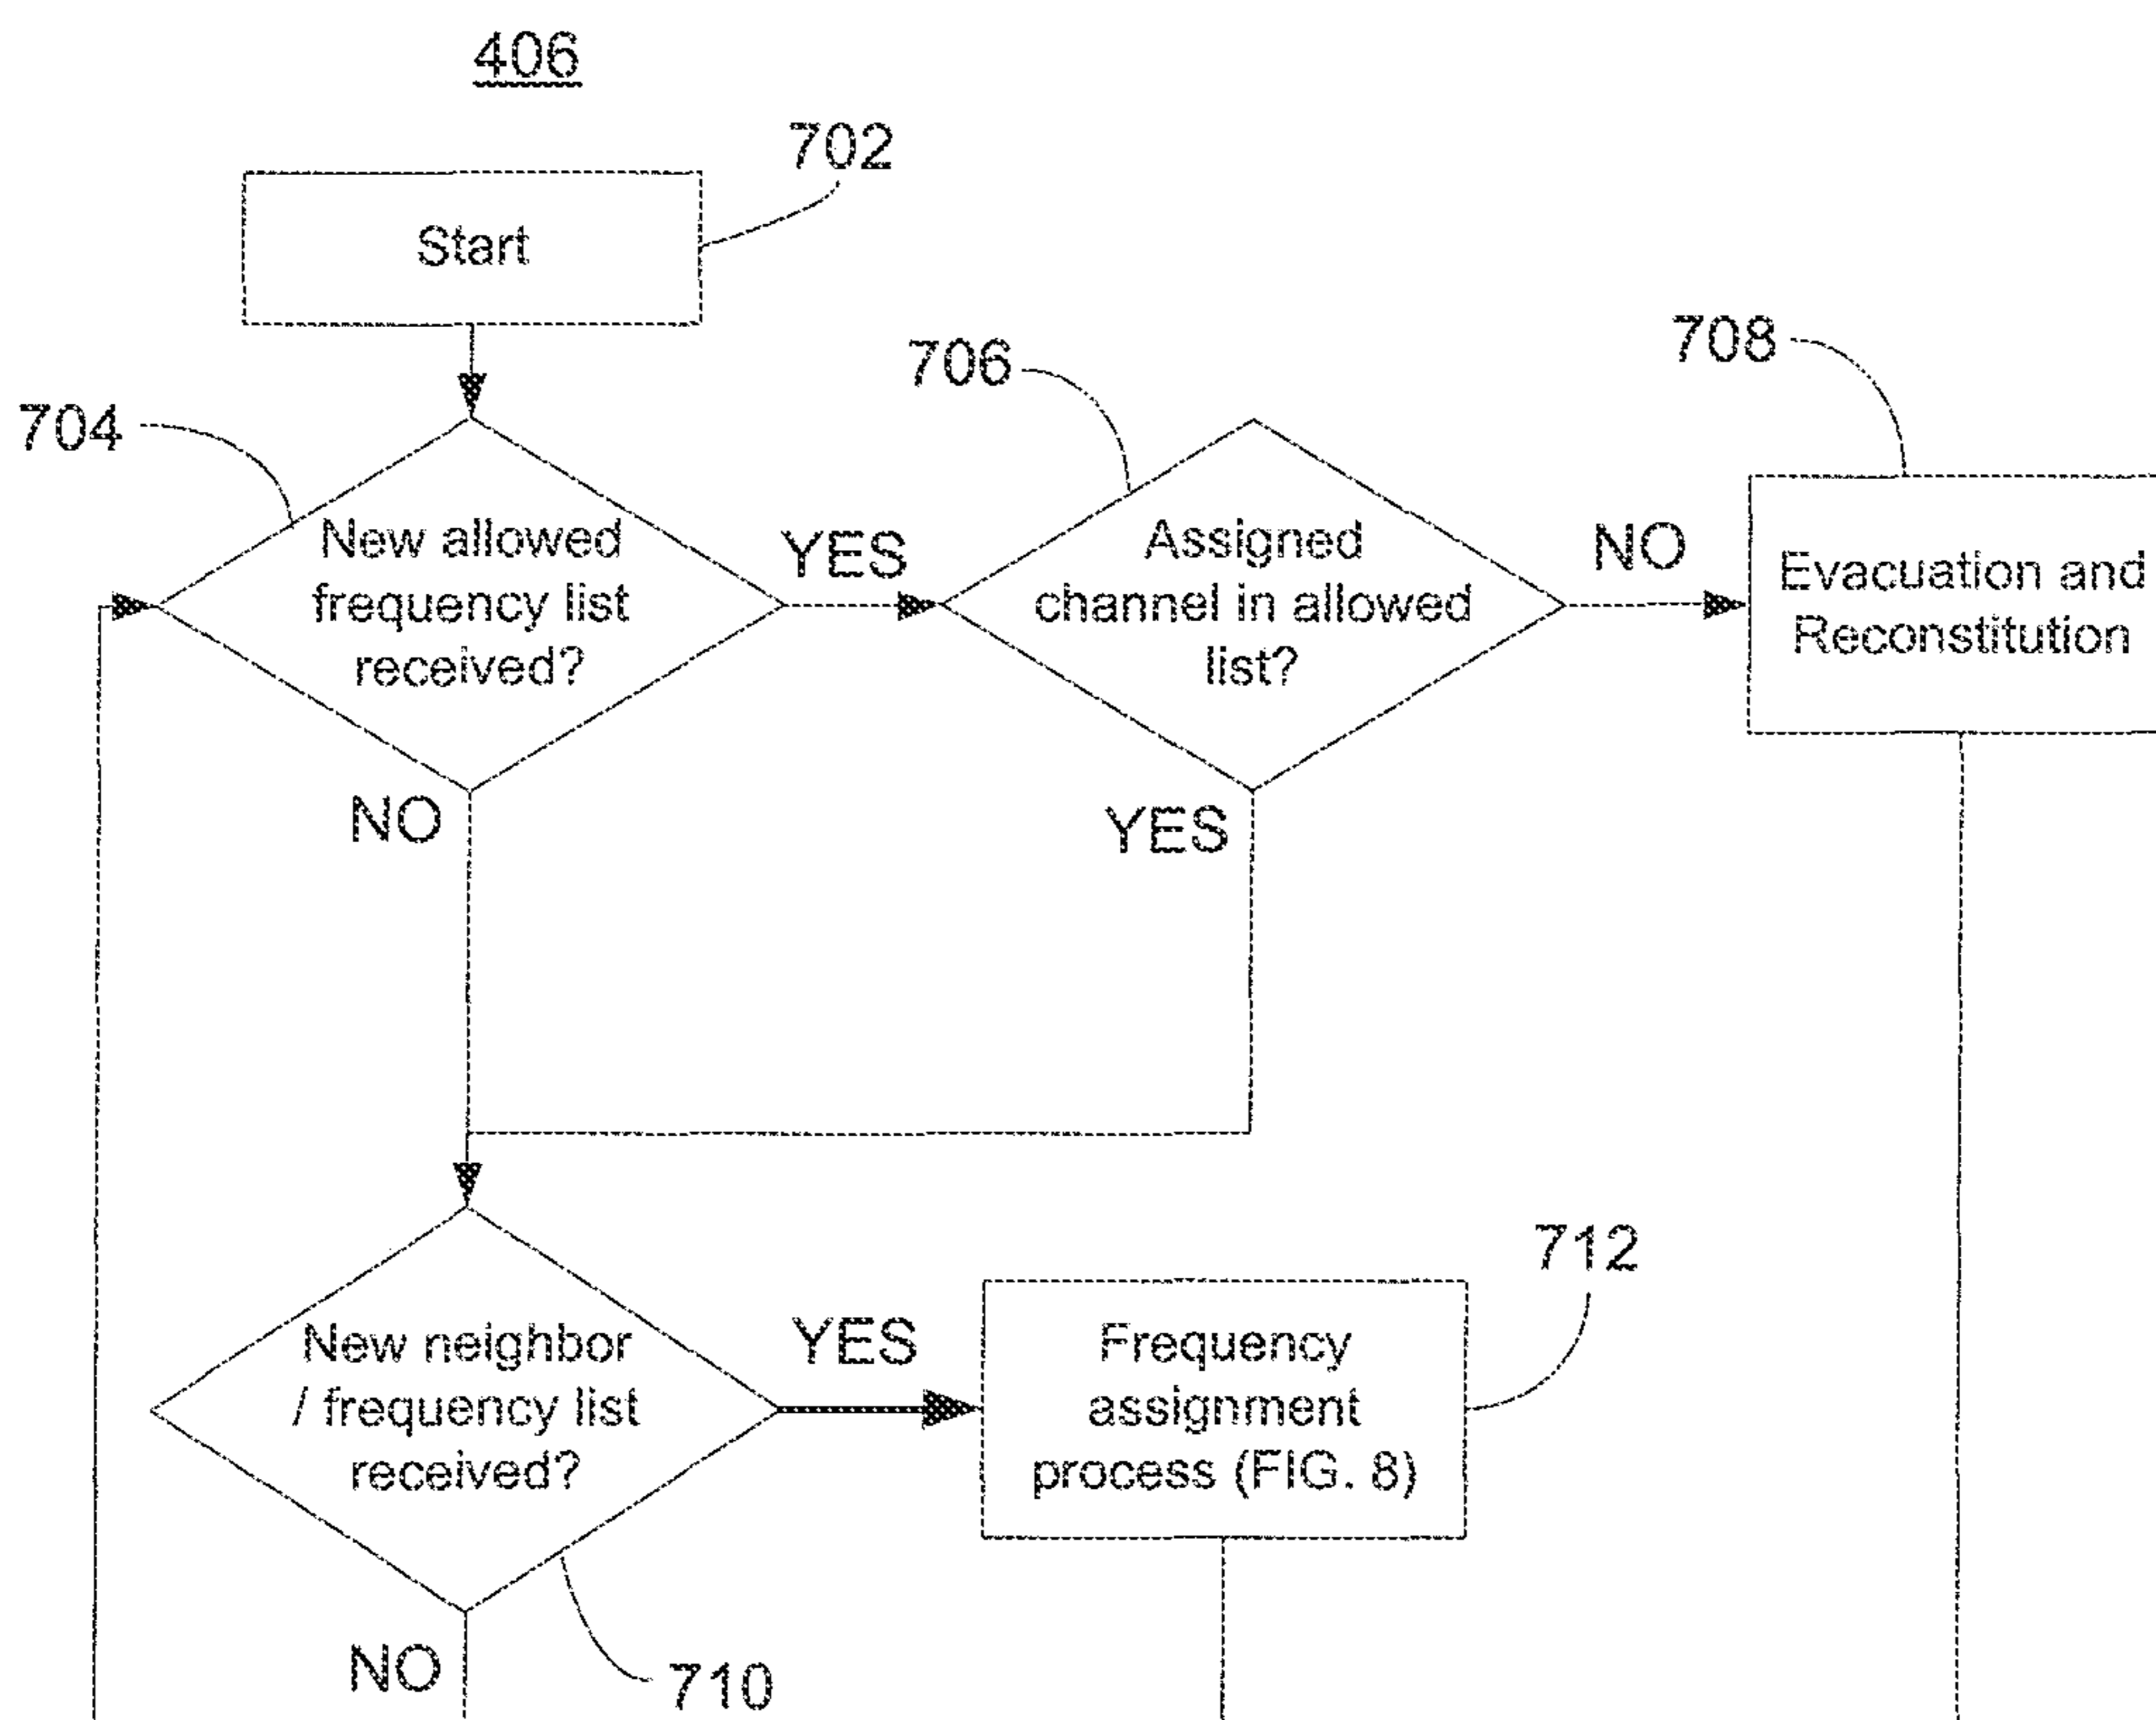 406
702
Start
704
New allowed
frequency list
received?
YES
NO
706
Assigned
channel in allowed
list?
NO
YES
708
Evacuation and
Reconstitution
New neighbor
/ frequency list
received?
YES
NO
710
712
Frequency
assignment
process (FIG. 8)